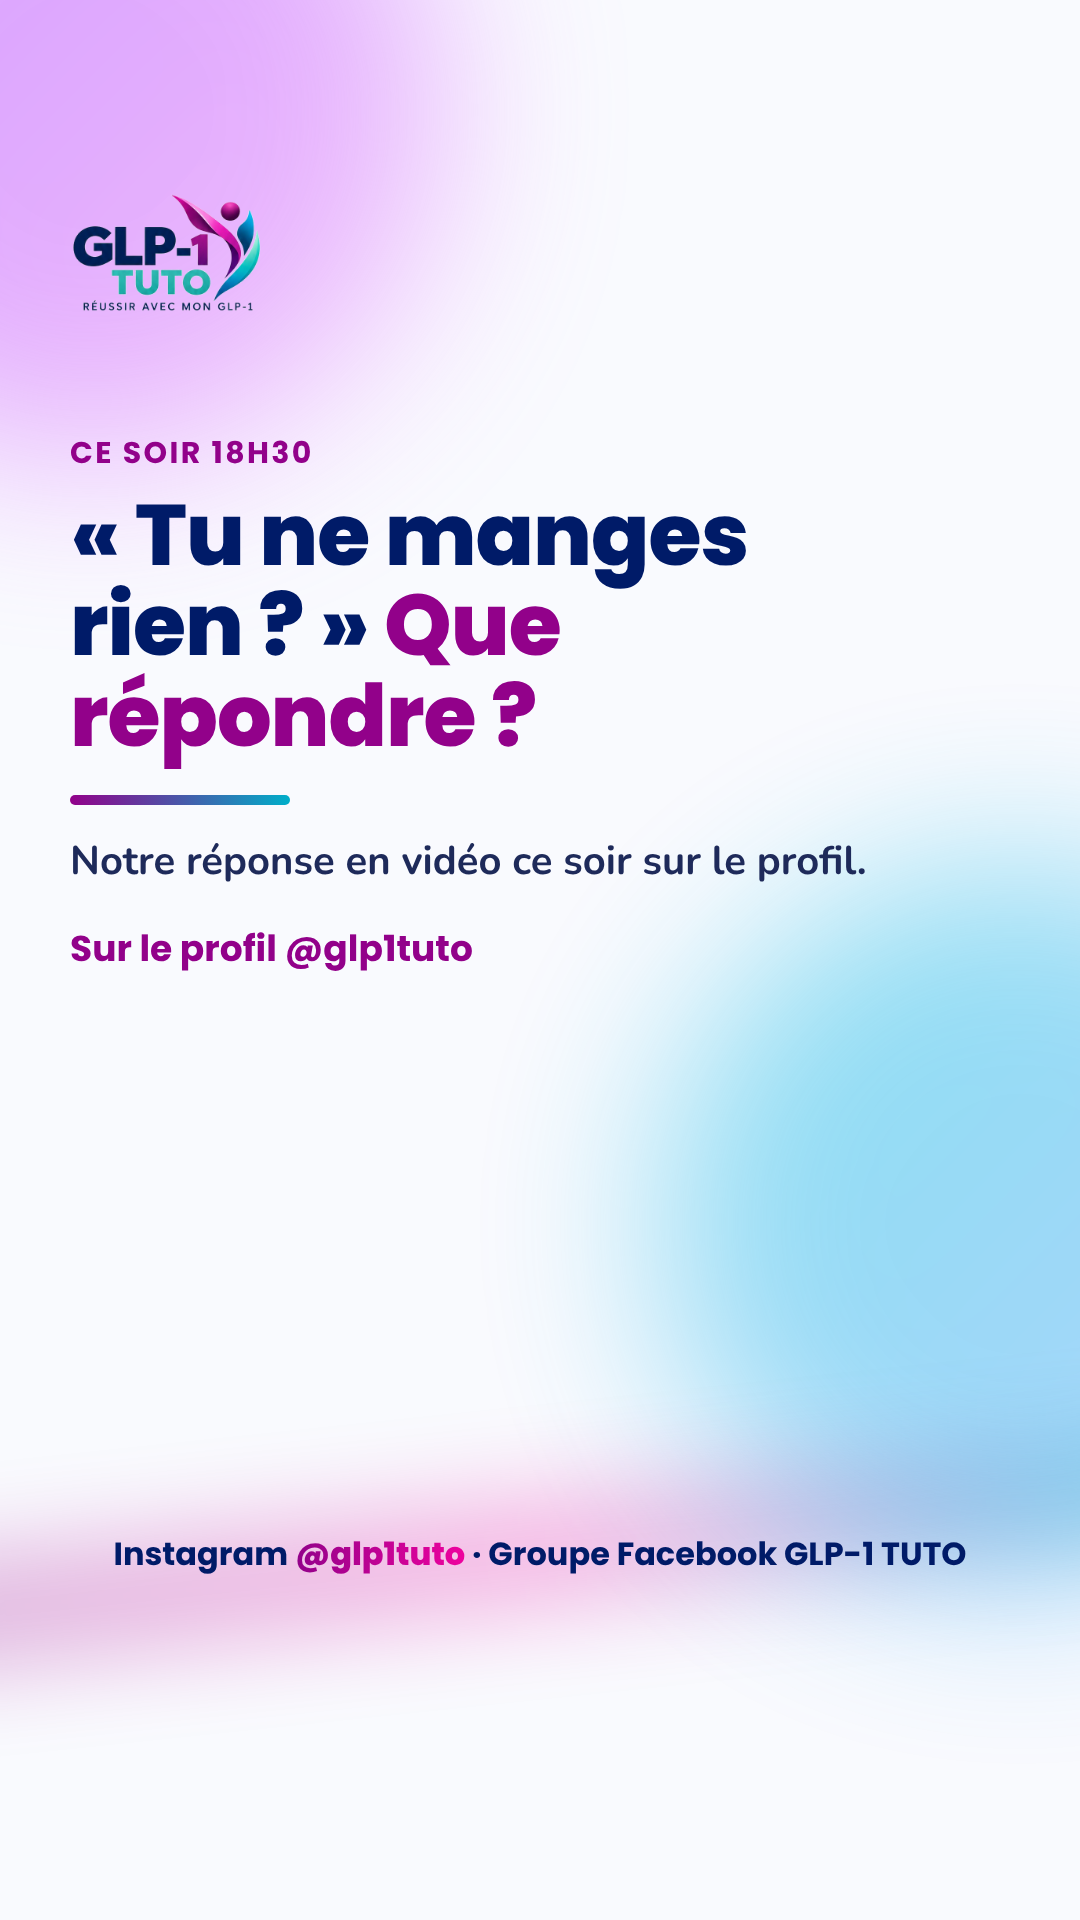 GLP-1
TUTO
RÉUSSIR AVEC MON GLP-1
CE SOIR 18H30
« Tu ne manges
rien ? » Que
répondre ?
Notre réponse en vidéo ce soir sur le profil.
Sur le profil @glp1tuto
Instagram @glp1tuto · Groupe Facebook GLP-1 TUTO